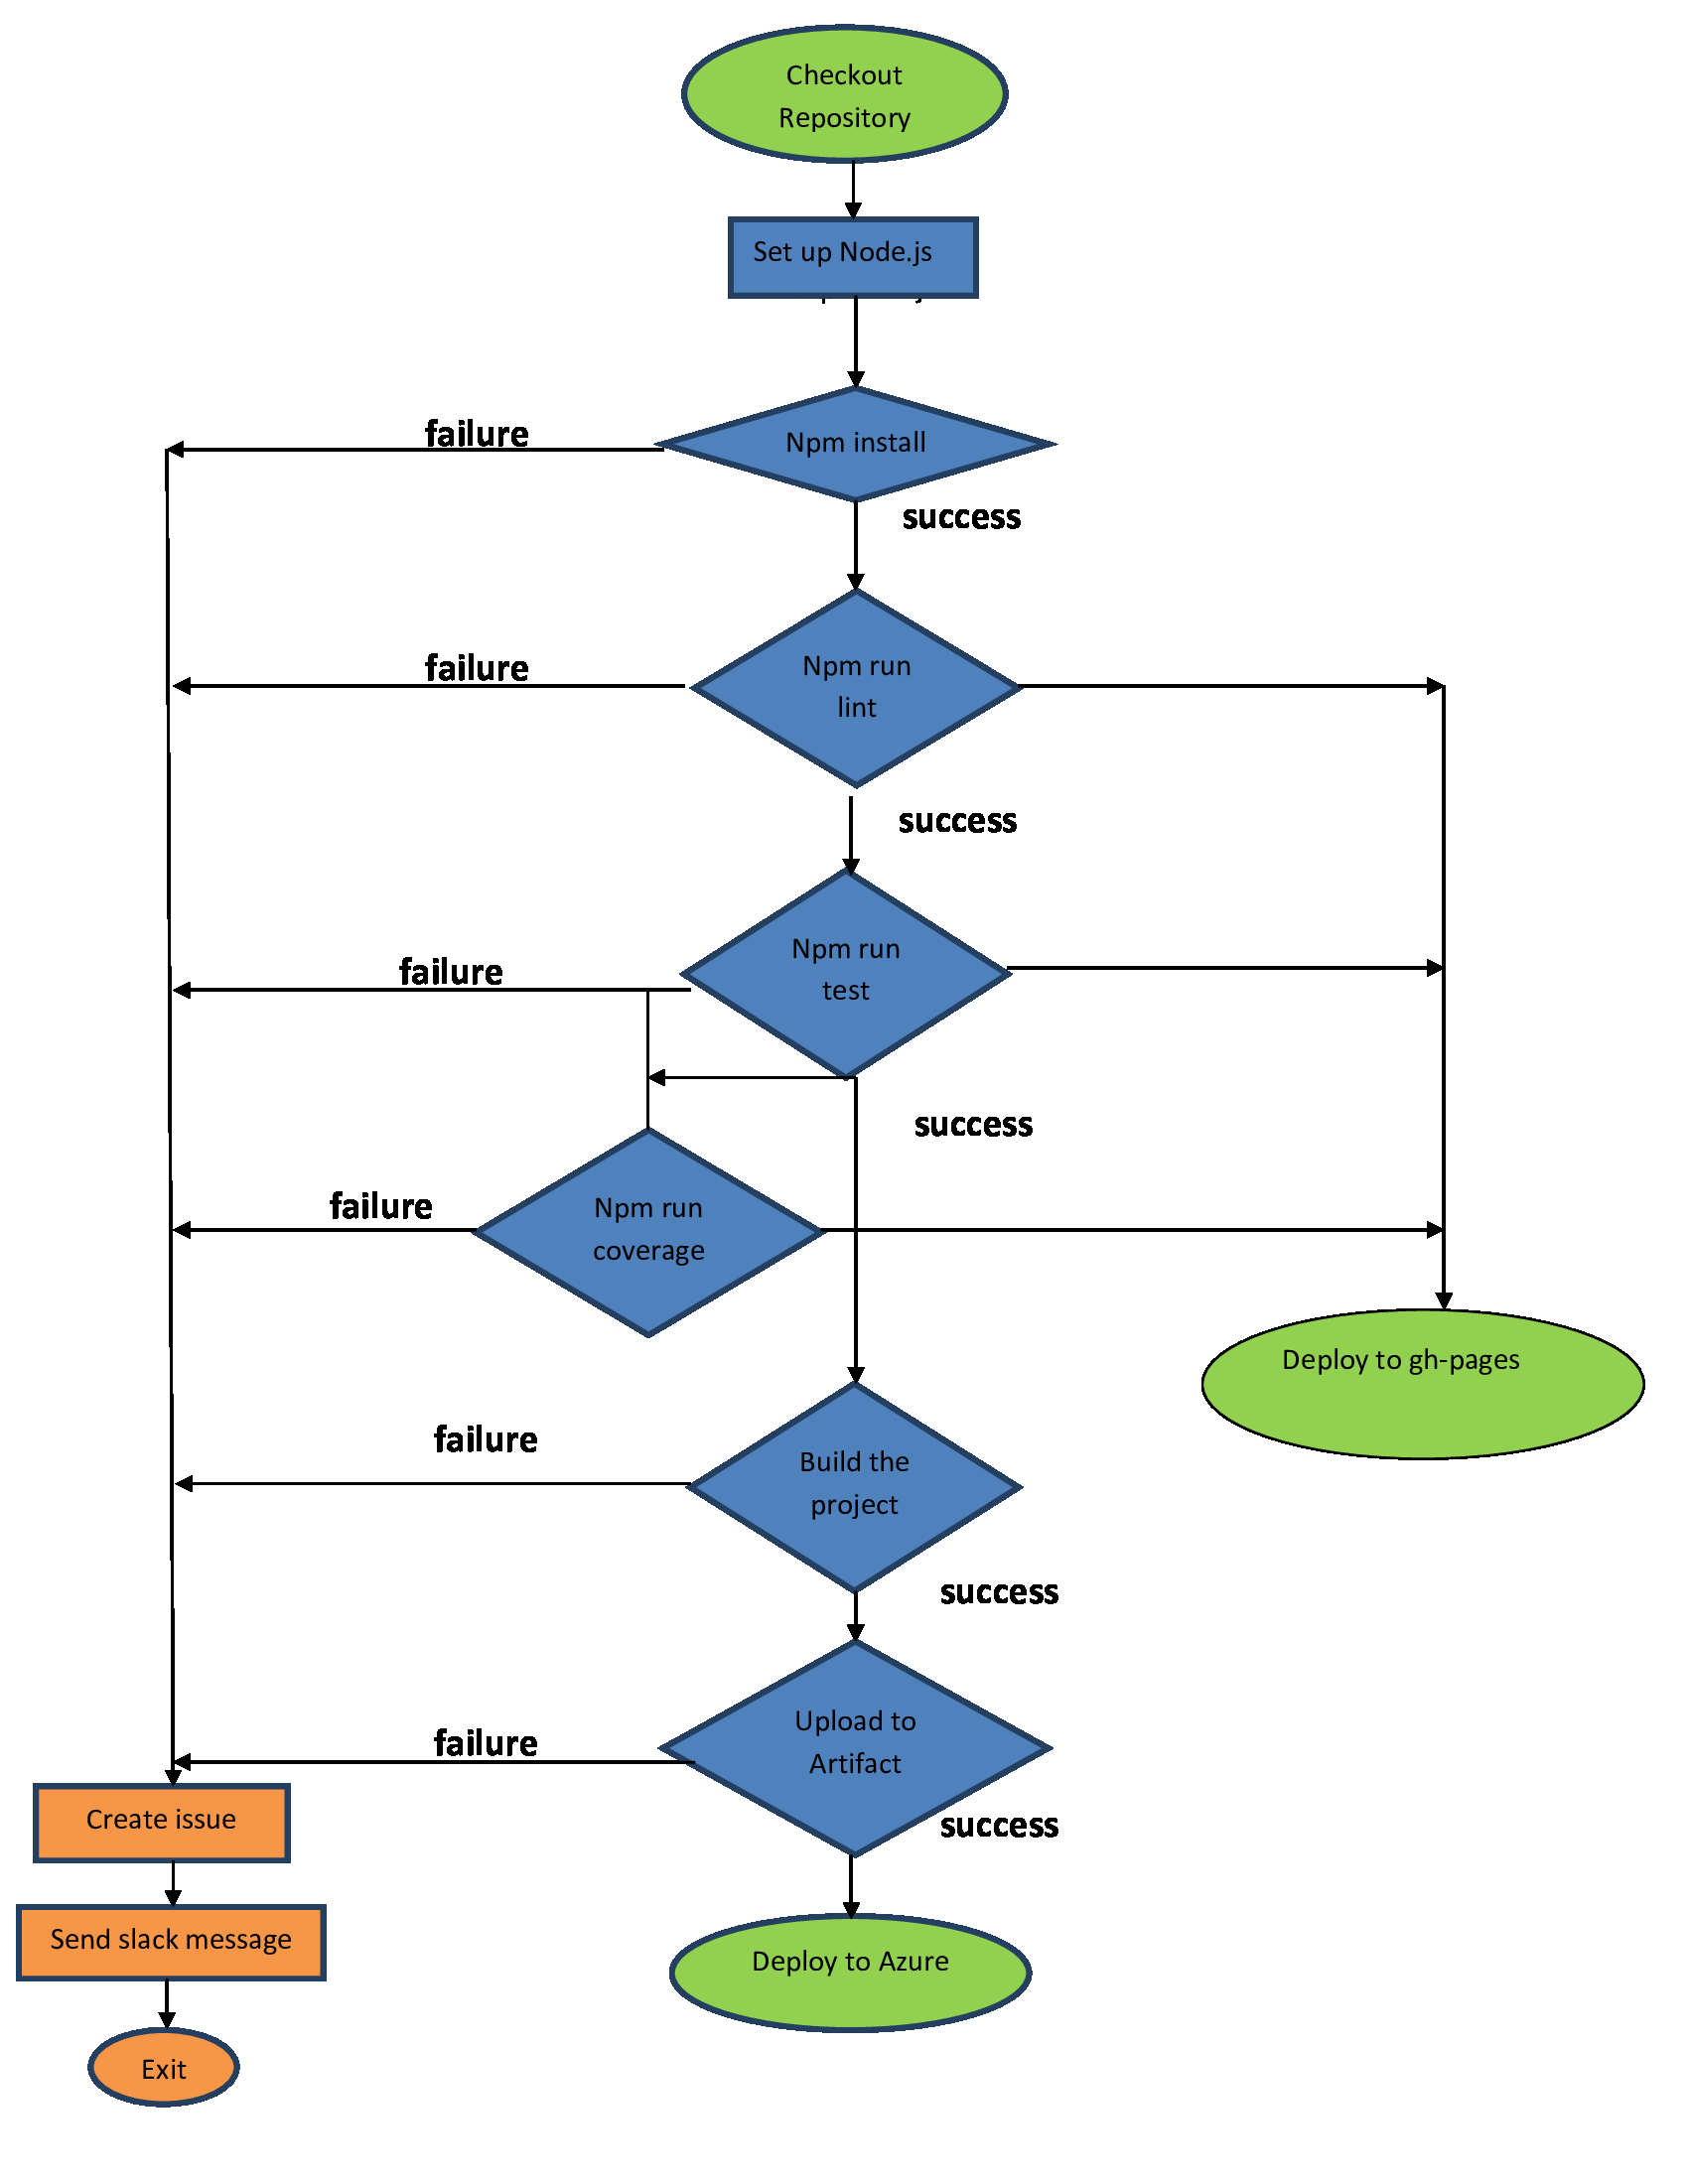 Checkout
Repository
Set up Node.js
failure
Npm install
success
failure
Npm run
lint
success
failure
Npm run
test
success
failure
Npm run
coverage
Deploy to gh-pages
failure
Build the
project
success
failure
Upload to
Artifact
success
Create issue
Send slack message
Deploy to Azure
Exit